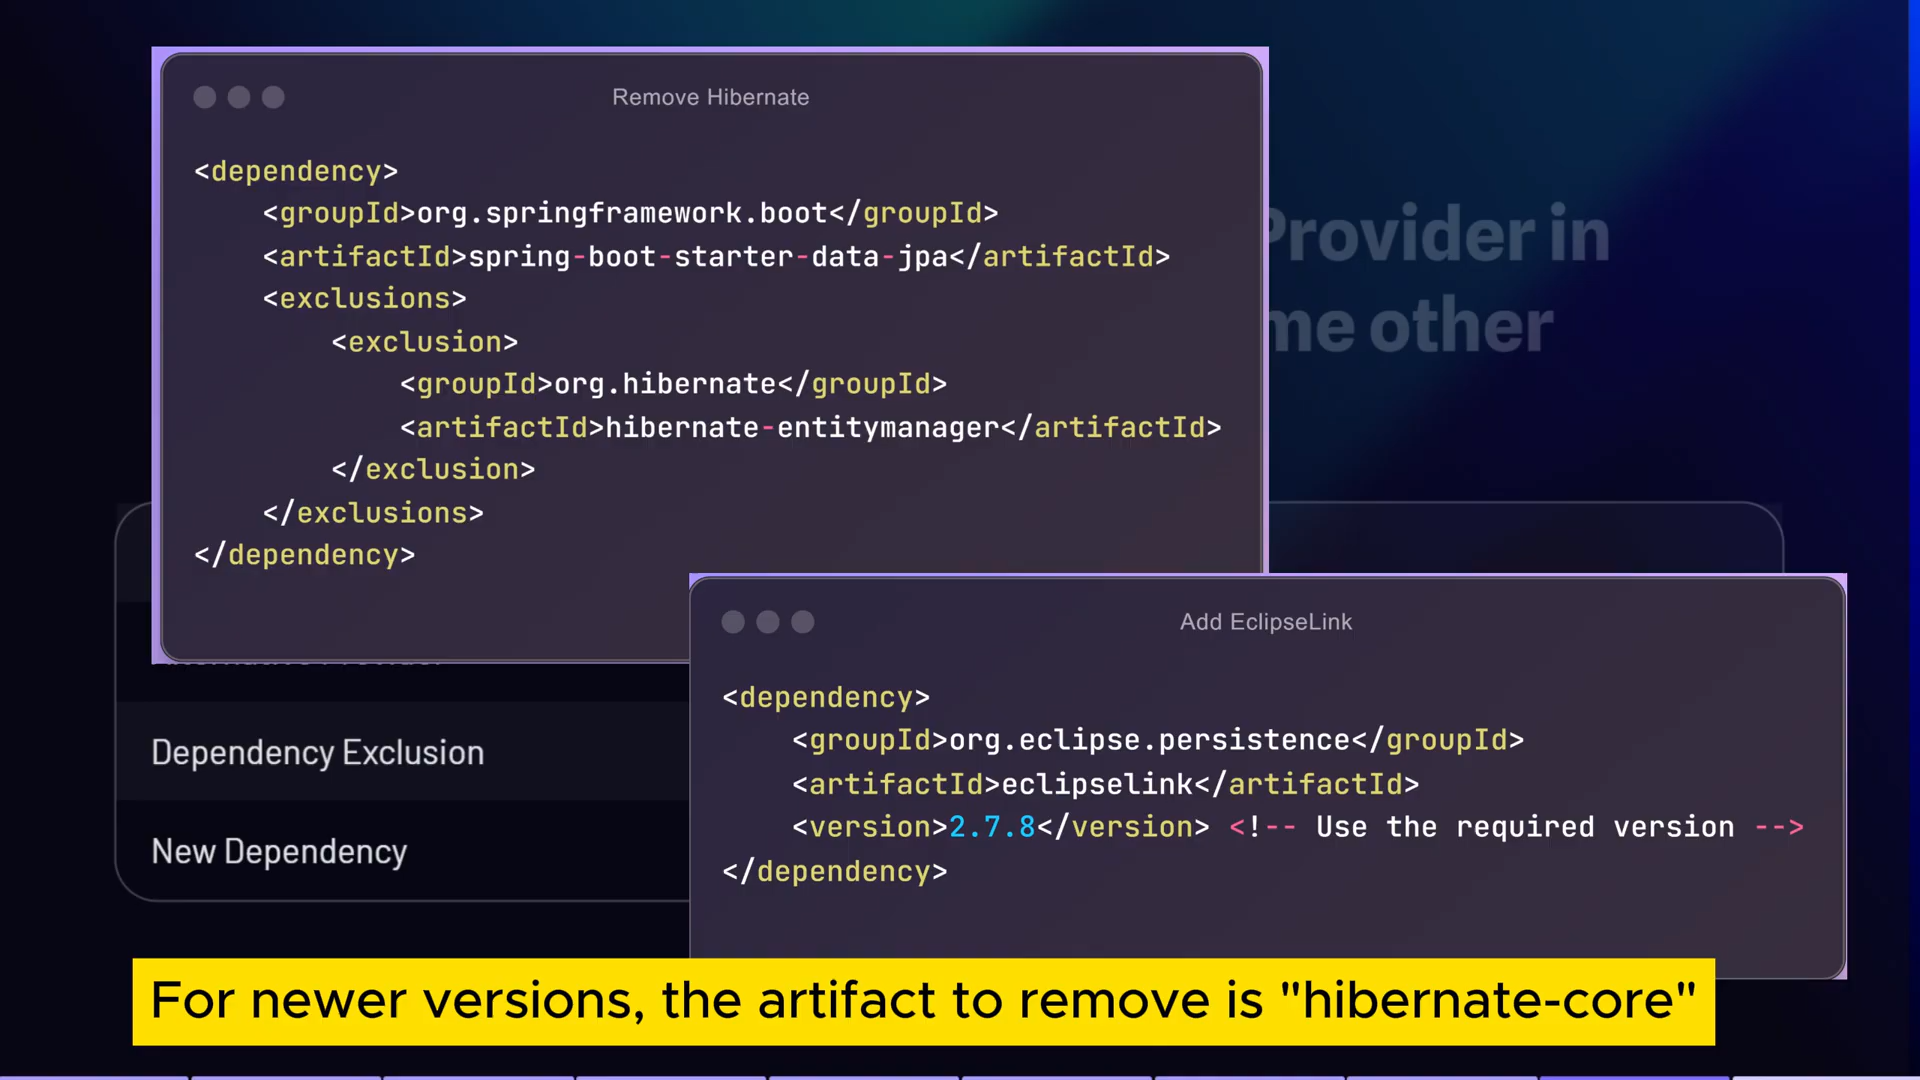 Remove Hibernate
<dependency>
<groupId>org.springframework.boot</groupId>
<artifactId>spring-boot-starter-data-jpa</artifactId>
<exclusions>
<exclusion>
<groupId>org.hibernate</groupId>
<artifactId>hibernate-entitymanager</artifactId>
</exclusion>
</exclusions>
</dependency>
Provider in
me other
Dependency Exclusion
New Dependency
Add EclipseLink
<dependency>
<groupId>org.eclipse.persistence</groupId>
<artifactId>eclipselink</artifactId>
<version>2.7.8</version> <!-- Use the required version -->
</dependency>
For newer versions, the artifact to remove is "hibernate-core"